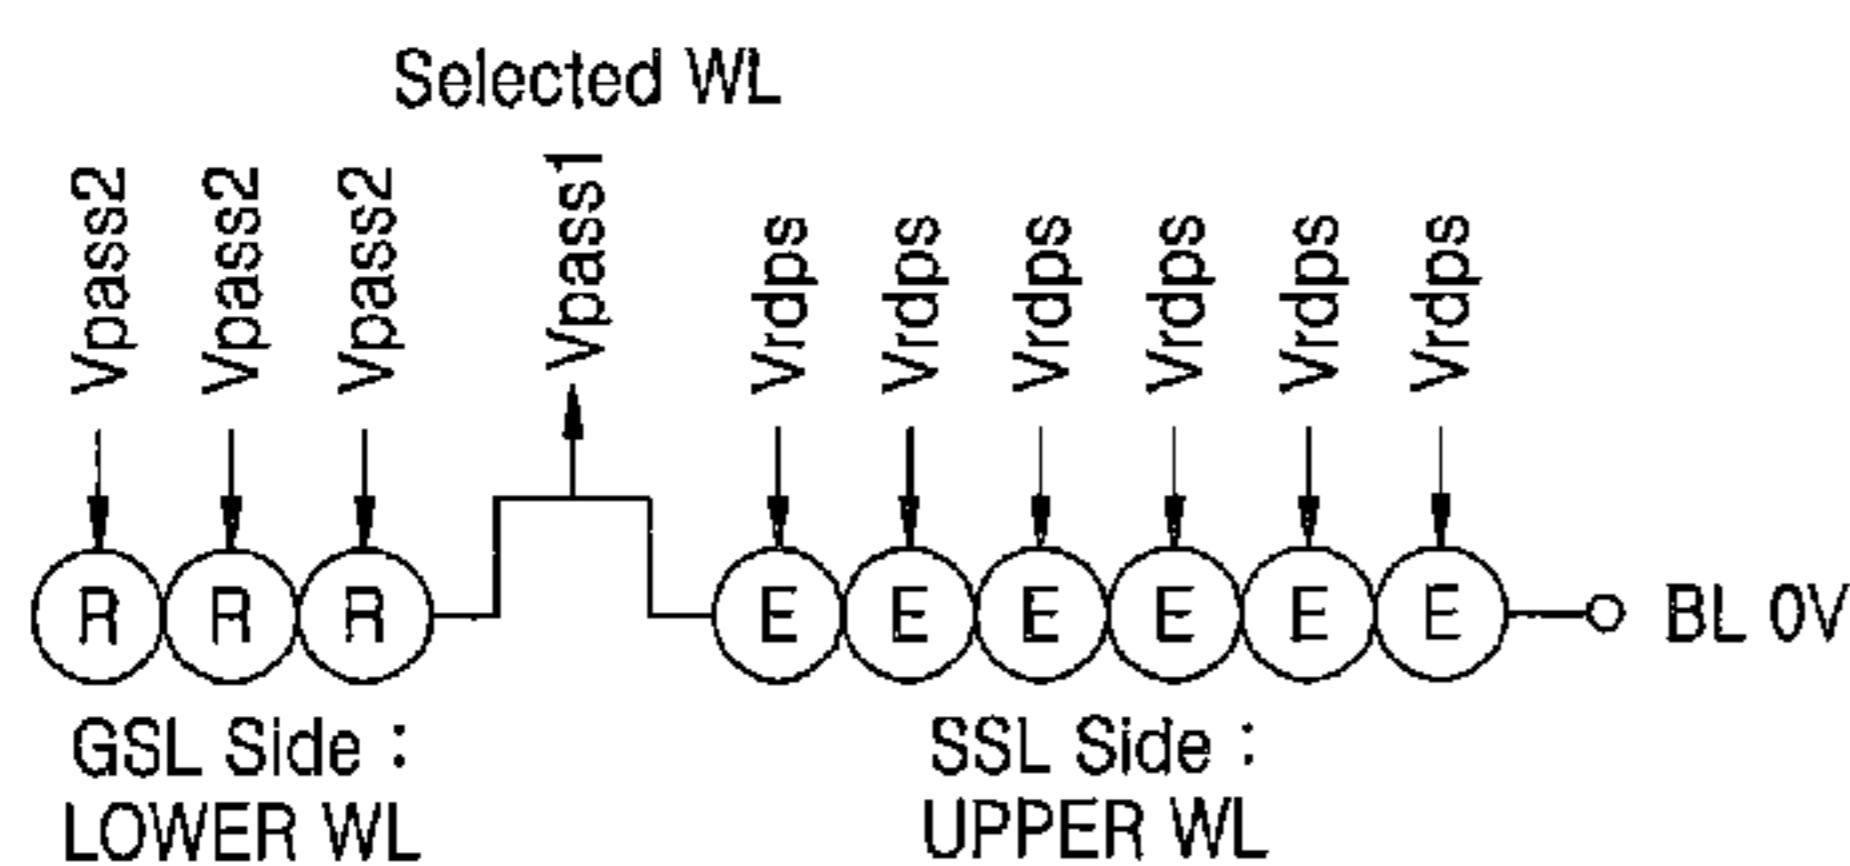 Selected WL
Vpass2 Vpass2 Vpass2 Vpass1 Vrdps Vrdps Vrdps Vrdps Vrdps Vrdps
R R R E E E E E E BL 0V
GSL Side : SSL Side :
LOWER WL UPPER WL